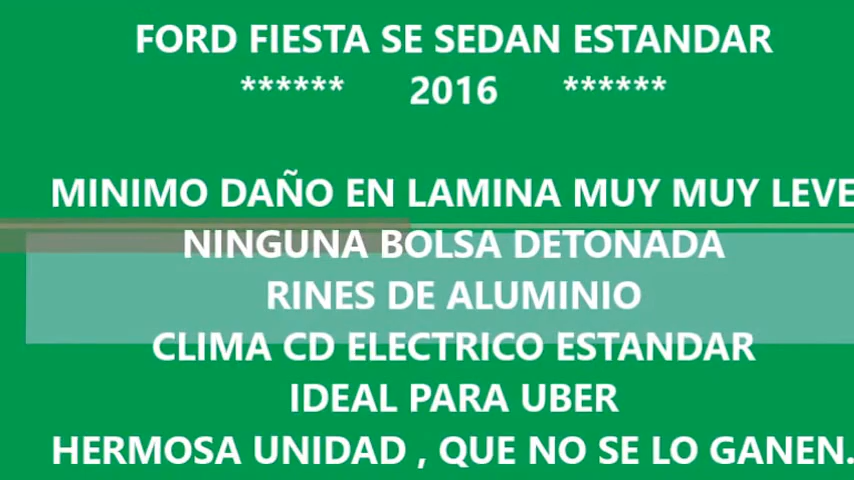 FORD FIESTA SE SEDAN ESTANDAR
****** 2016 ******
MINIMO DAÑO EN LAMINA MUY MUY LEVE
NINGUNA BOLSA DETONADA
RINES DE ALUMINIO
CLIMA CD ELECTRICO ESTANDAR
IDEAL PARA UBER
HERMOSA UNIDAD , QUE NO SE LO GANEN.